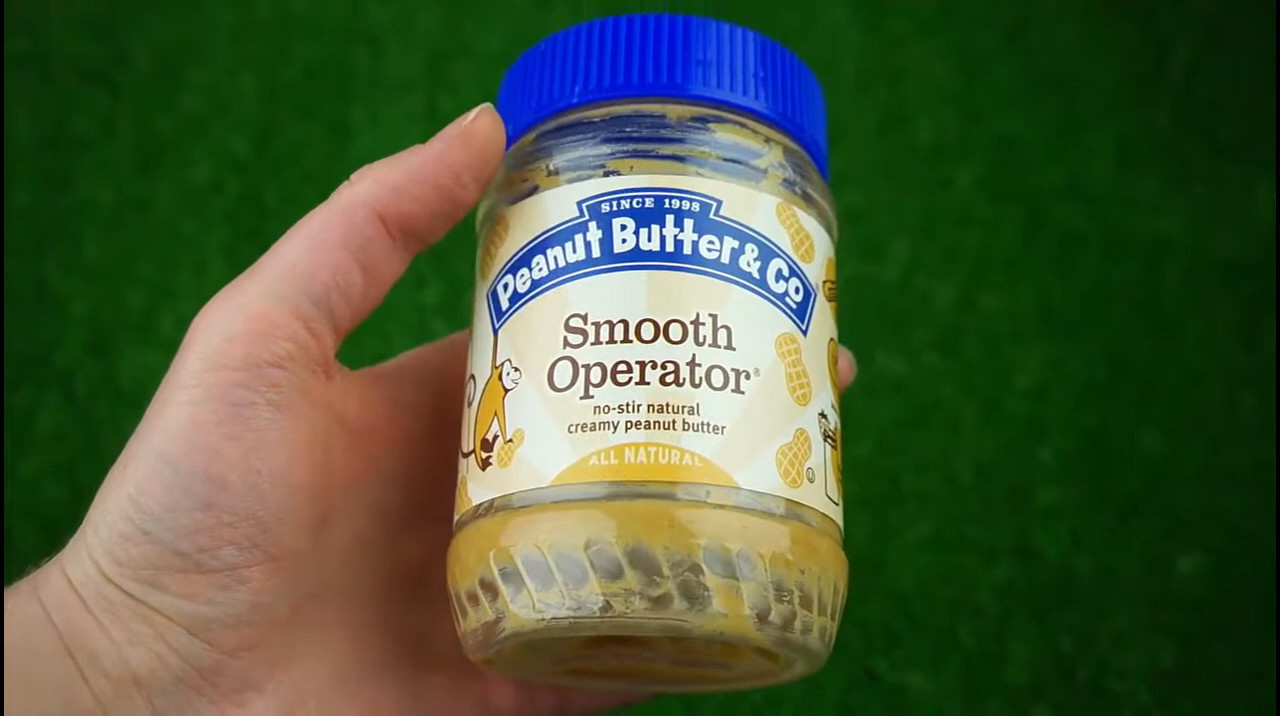 SINCE 1998
Peanut Butter & Co
Smooth
Operator®
no-stir natural
creamy peanut butter
ALL NATURAL